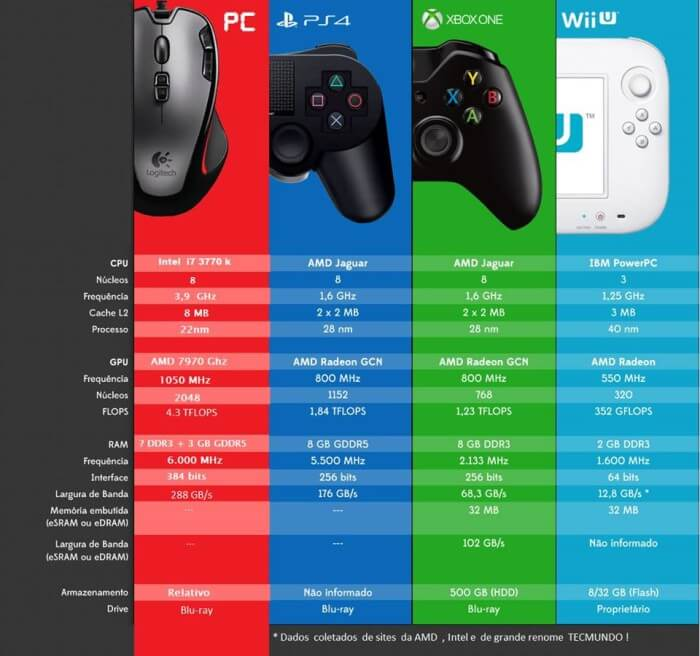 PC PS4 XBOX ONE Wii U
Logitech
Y
X B
A
U ™
CPU Intel i7 3770 k AMD Jaguar AMD Jaguar IBM PowerPC
Núcleos 8 8 8 3
Frequência 3,9 GHz 1,6 GHz 1,6 GHz 1,25 GHz
Cache L2 8 MB 2 x 2 MB 2 x 2 MB 3 MB
Processo 22nm 28 nm 28 nm 40 nm
GPU AMD 7970 Ghz AMD Radeon GCN AMD Radeon GCN AMD Radeon
Frequência 1050 MHz 800 MHz 800 MHz 550 MHz
Núcleos 2048 1152 768 320
FLOPS 4.3 TFLOPS 1,84 TFLOPS 1,23 TFLOPS 352 GFLOPS
RAM ? DDR3 + 3 GB GDDR5 8 GB GDDR5 8 GB DDR3 2 GB DDR3
Frequência 6.000 MHz 5.500 MHz 2.133 MHz 1.600 MHz
Interface 384 bits 256 bits 256 bits 64 bits
Largura de Banda 288 GB/s 176 GB/s 68,3 GB/s 12,8 GB/s *
Memória embutida --- --- 32 MB 32 MB
(eSRAM ou eDRAM)
Largura de Banda --- --- 102 GB/s Não informado
(eSRAM ou eDRAM)
Armazenamento Relativo Não informado 500 GB (HDD) 8/32 GB (Flash)
Drive Blu-ray Blu-ray Blu-ray Proprietário
* Dados coletados de sites da AMD , Intel e de grande renome TECMUNDO !